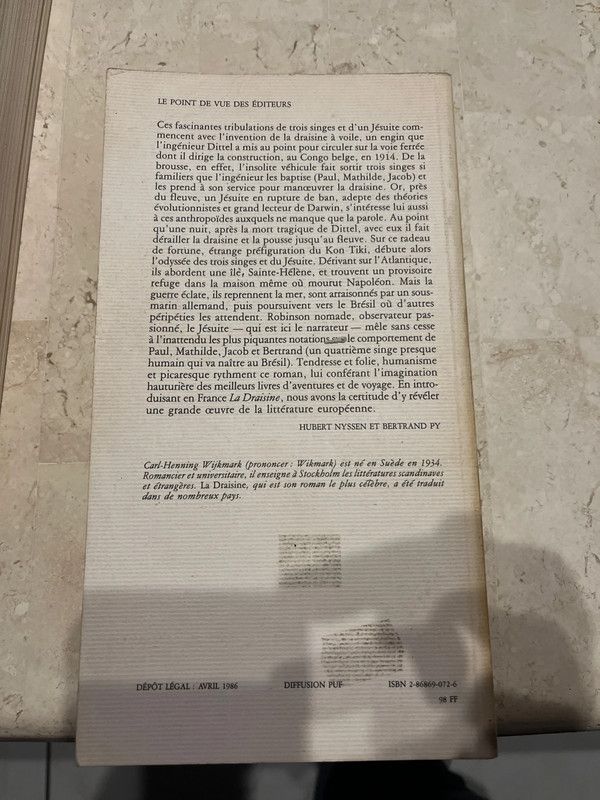 LE POINT DE VUE DES ÉDITEURS
Ces fascinantes tribulations de trois singes et d'un Jésuite com-
mencent avec l'invention de la draisine à voile, un engin que
l'ingénieur Dittel a mis au point pour circuler sur la voie ferrée
dont il dirige la construction, au Congo belge, en 1914. De la
brousse, en effet, l'insolite véhicule fait sortir trois singes si
familiers que l'ingénieur les baptise (Paul, Mathilde, Jacob) et
les prend à son service pour manœuvrer la draisine. Or, près
du fleuve, un Jésuite en rupture de ban, adepte des théories
évolutionnistes et grand lecteur de Darwin, s'intéresse lui aussi
à ces anthropoïdes auxquels ne manque que la parole. Au point
qu'une nuit, après la mort tragique de Dittel, avec eux il fait
dérailler la draisine et la pousse jusqu'au fleuve. Sur ce radeau
de fortune, étrange préfiguration du Kon Tiki, débute alors
l'odyssée des trois singes et du Jésuite. Dérivant sur l'Atlantique,
ils abordent une île, Sainte-Hélène, et trouvent un provisoire
refuge dans la maison même où mourut Napoléon. Mais la
guerre éclate, ils reprennent la mer, sont arraisonnés par un sous-
marin allemand, puis poursuivent vers le Brésil où d'autres
péripéties les attendent. Robinson nomade, observateur pas-
sionné, le Jésuite — qui est ici le narrateur — mêle sans cesse
à l'inattendu les plus piquantes notations le comportement de
Paul, Mathilde, Jacob et Bertrand (un quatrième singe presque
humain qui va naître au Brésil). Tendresse et folie, humanisme
et picaresque rythment ce roman, lui conférant l'imagination
hauturière des meilleurs livres d'aventures et de voyage. En intro-
duisant en France La Draisine, nous avons la certitude d'y révéler
une grande œuvre de la littérature européenne.
HUBERT NYSSEN ET BERTRAND PY
Carl-Henning Wijkmark (prononcer : Wikmark) est né en Suède en 1934.
Romancier et universitaire, il enseigne à Stockholm les littératures scandinaves
et étrangères. La Draisine, qui est son roman le plus célèbre, a été traduit
dans de nombreux pays.
DÉPÔT LÉGAL : AVRIL 1986 DIFFUSION PUF ISBN 2-86869-072-6
98 FF